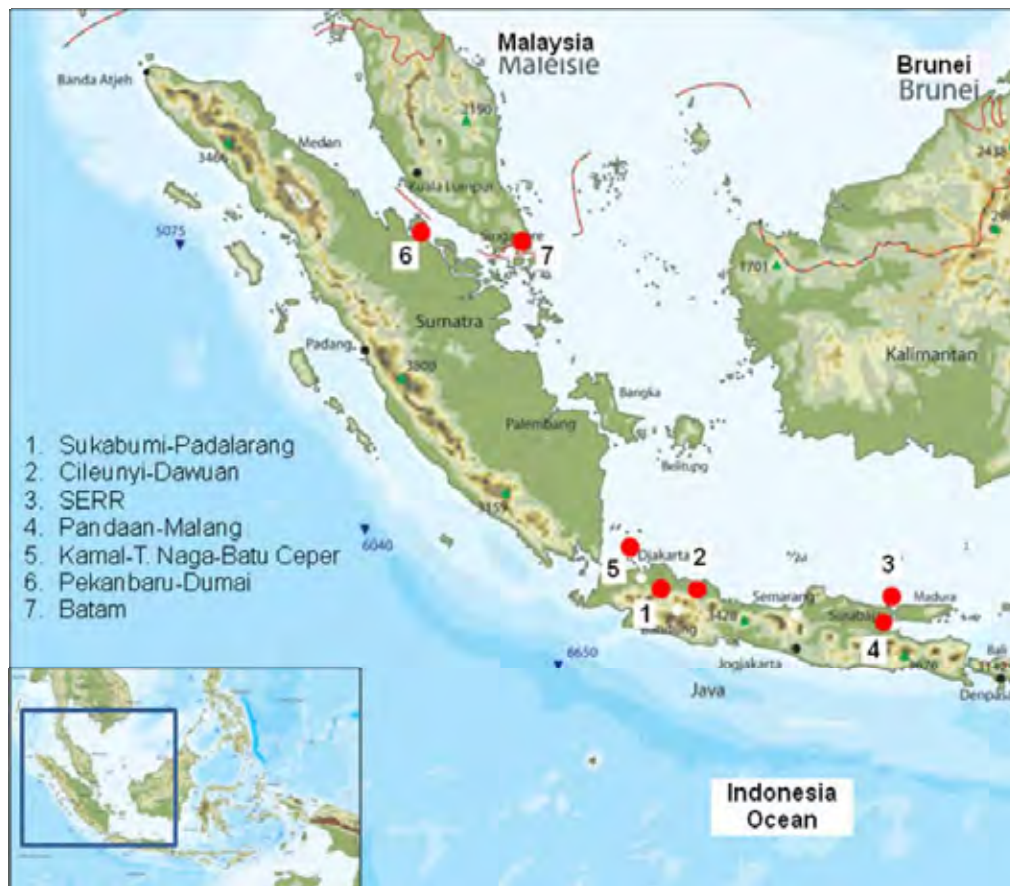 Malaysia
Maleisie
Brunei
Brunei
Banda Atjeh
2190
2438
Medan
3466
Kuala Lumpur
5075
6
7
1701
Sumatra
Padang
Kalimantan
Bangka
Palembang
Belitung
1. Sukabumi-Padalarang
2. Cileunyi-Dawuan
3. SERR
4. Pandaan-Malang
5. Kamal-T. Naga-Batu Ceper
6. Pekanbaru-Dumai
7. Batam
3159
6040
5
Djakarta
2
3
1
Semarang
Madura
3428
4
Bali
6650
Jogjakarta
Java
Indonesia
Ocean